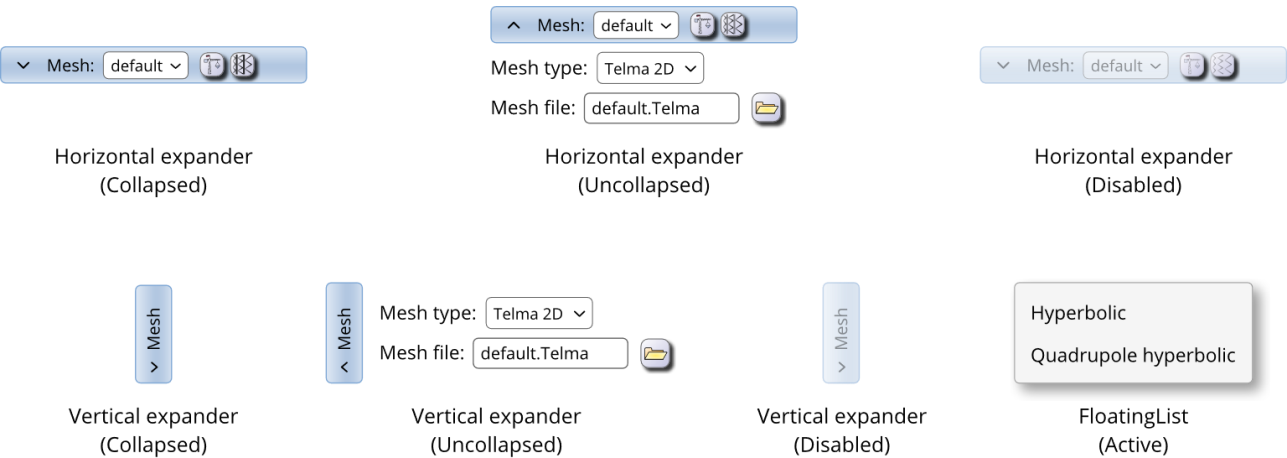 Mesh: default
Mesh: default
Mesh type: Telma 2D
Mesh file: default.Telma
Mesh: default
Horizontal expander
(Collapsed)
Horizontal expander
(Uncollapsed)
Horizontal expander
(Disabled)
Mesh
Mesh
Mesh type: Telma 2D
Mesh file: default.Telma
Mesh
Hyperbolic
Quadrupole hyperbolic
Vertical expander
(Collapsed)
Vertical expander
(Uncollapsed)
Vertical expander
(Disabled)
FloatingList
(Active)